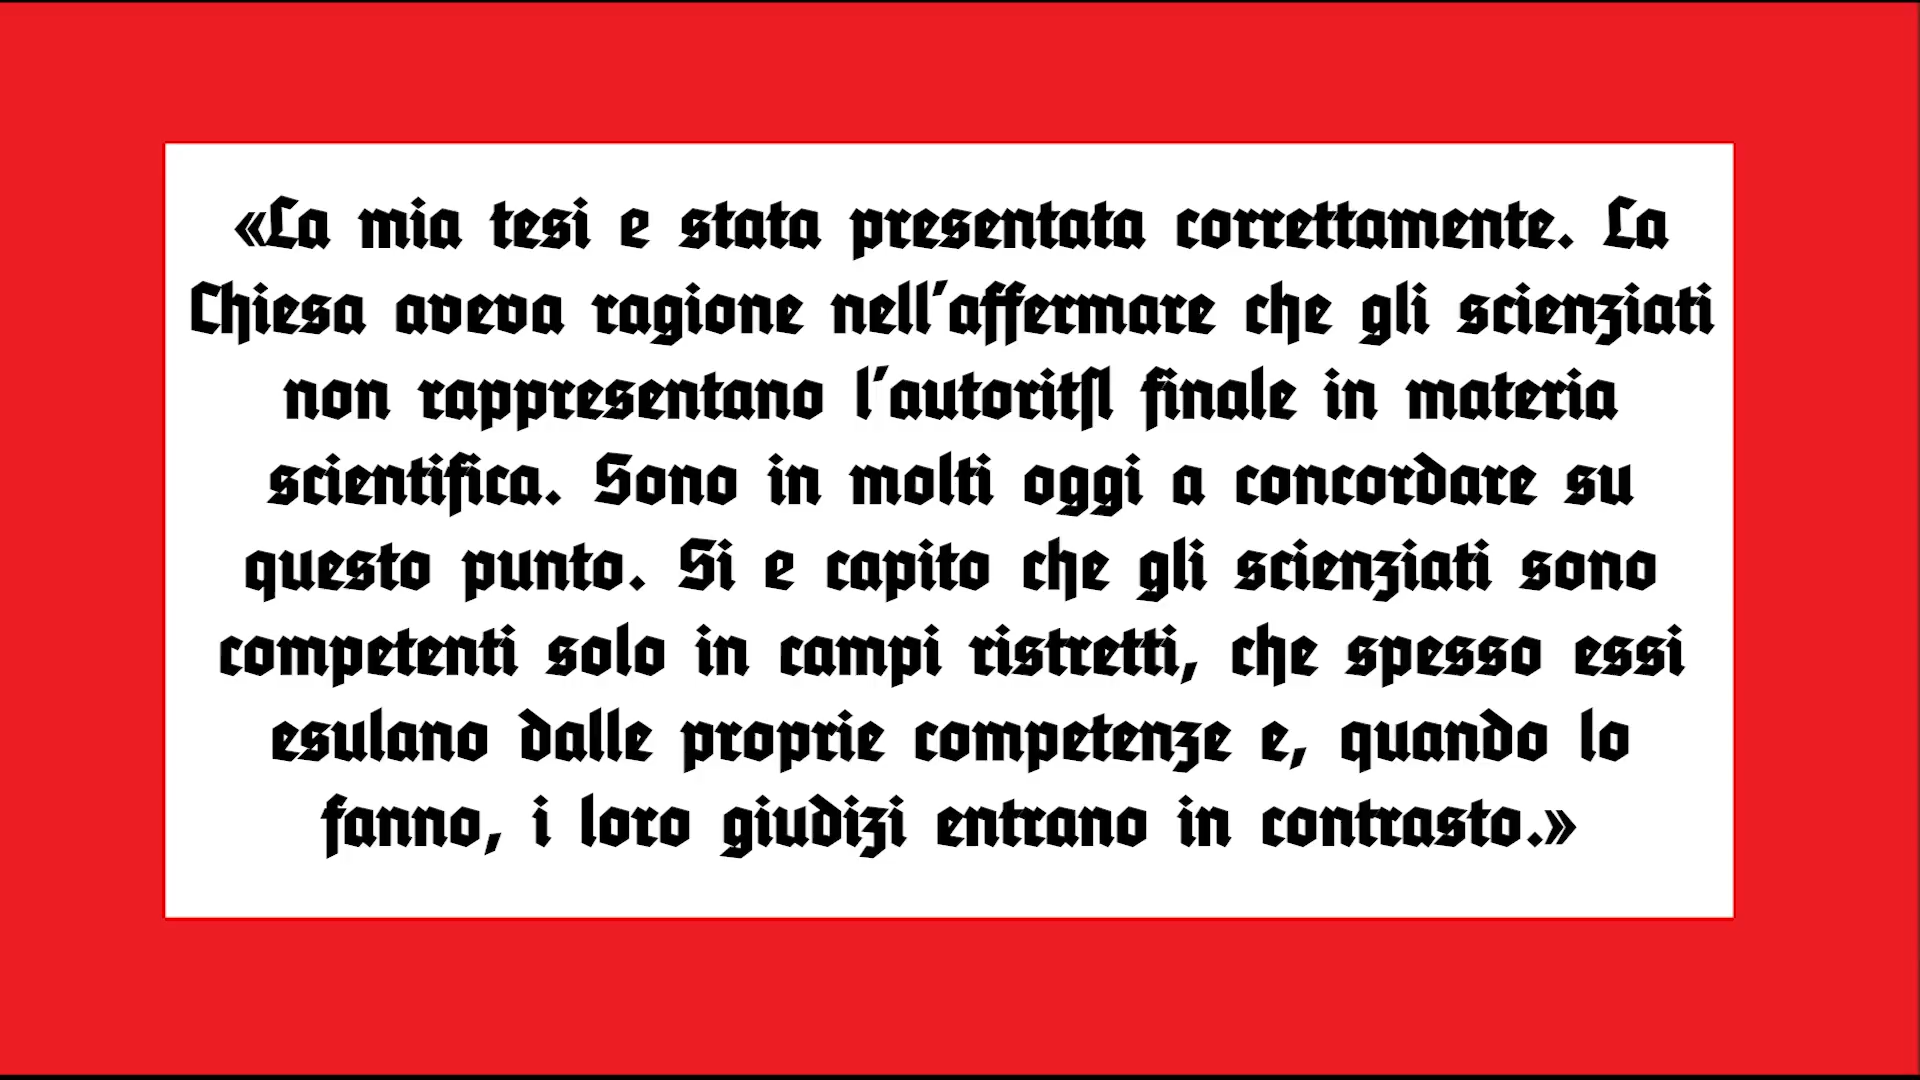 «La mia tesi e stata presentata correttamente. La
Chiesa aveva ragione nell'affermare che gli scienziati
non rappresentano l'autoritſl finale in materia
scientifica. Sono in molti oggi a concordare su
questo punto. Si e capito che gli scienziati sono
competenti solo in campi ristretti, che spesso essi
esulano dalle proprie competenze e, quando lo
fanno, i loro giudizi entrano in contrasto.»